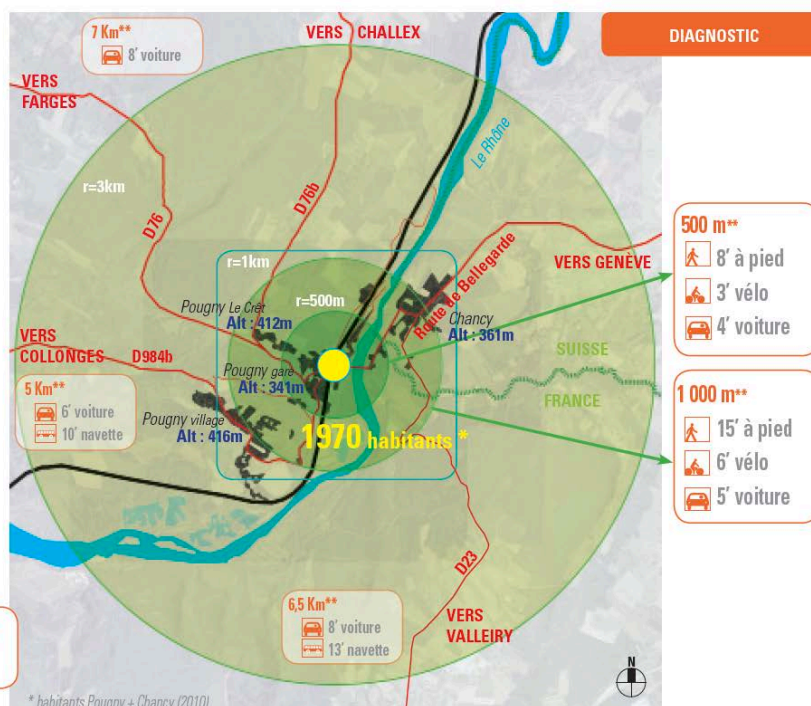 DIAGNOSTIC
7 Km**
8' voiture
VERS CHALLEX
VERS
FARGES
Le Rhône
r=3km
D76
D76b
r=1km
r=500m
Route de Bellegarde
VERS GENÈVE
Pougny Le Crêt
Alt : 412m
Chancy
Alt : 361m
VERS
COLLONGES
D984b
Pougny gare
Alt : 341m
SUISSE
FRANCE
5 Km**
6' voiture
10' navette
Pougny village
Alt : 416m
1970 habitants *
500 m**
8' à pied
3' vélo
4' voiture
1 000 m**
15' à pied
6' vélo
5' voiture
D23
6,5 Km**
8' voiture
13' navette
VERS
VALLEIRY
N
* habitants Pougny + Chancy (2010)